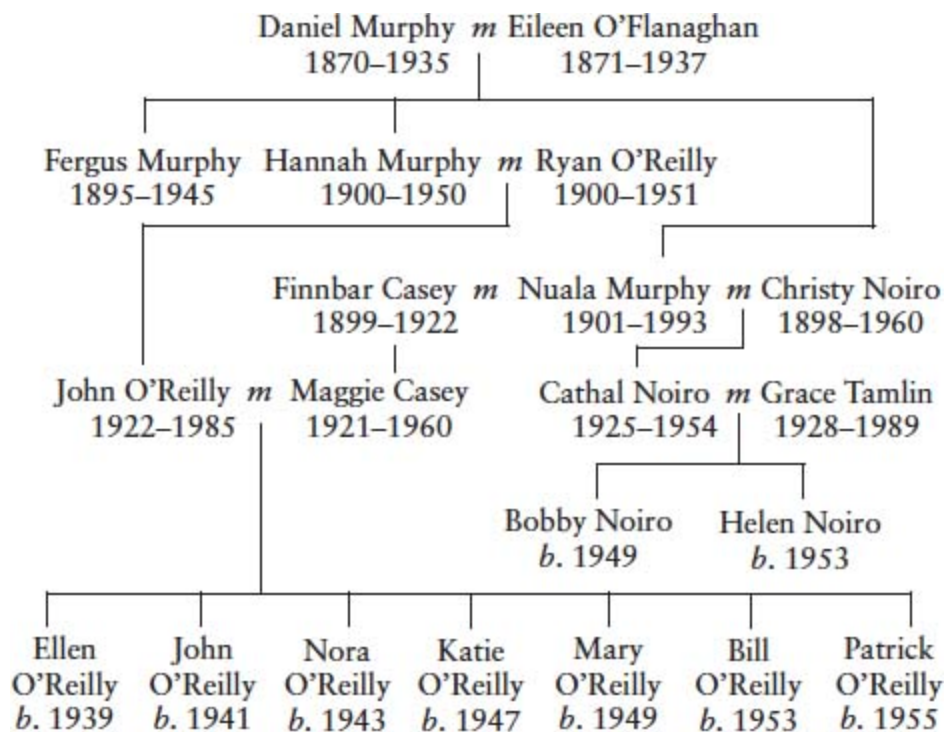 Daniel Murphy m Eileen O’Flanaghan
1870–1935 1871–1937
Fergus Murphy Hannah Murphy m Ryan O’Reilly
1895–1945 1900–1950 1900–1951
Finnbar Casey m Nuala Murphy m Christy Noiro
1899–1922 1901–1993 1898–1960
John O’Reilly m Maggie Casey Cathal Noiro m Grace Tamlin
1922–1985 1921–1960 1925–1954 1928–1989
Bobby Noiro Helen Noiro
b. 1949 b. 1953
Ellen John Nora Katie Mary Bill Patrick
O’Reilly O’Reilly O’Reilly O’Reilly O’Reilly O’Reilly O’Reilly
b. 1939 b. 1941 b. 1943 b. 1947 b. 1949 b. 1953 b. 1955